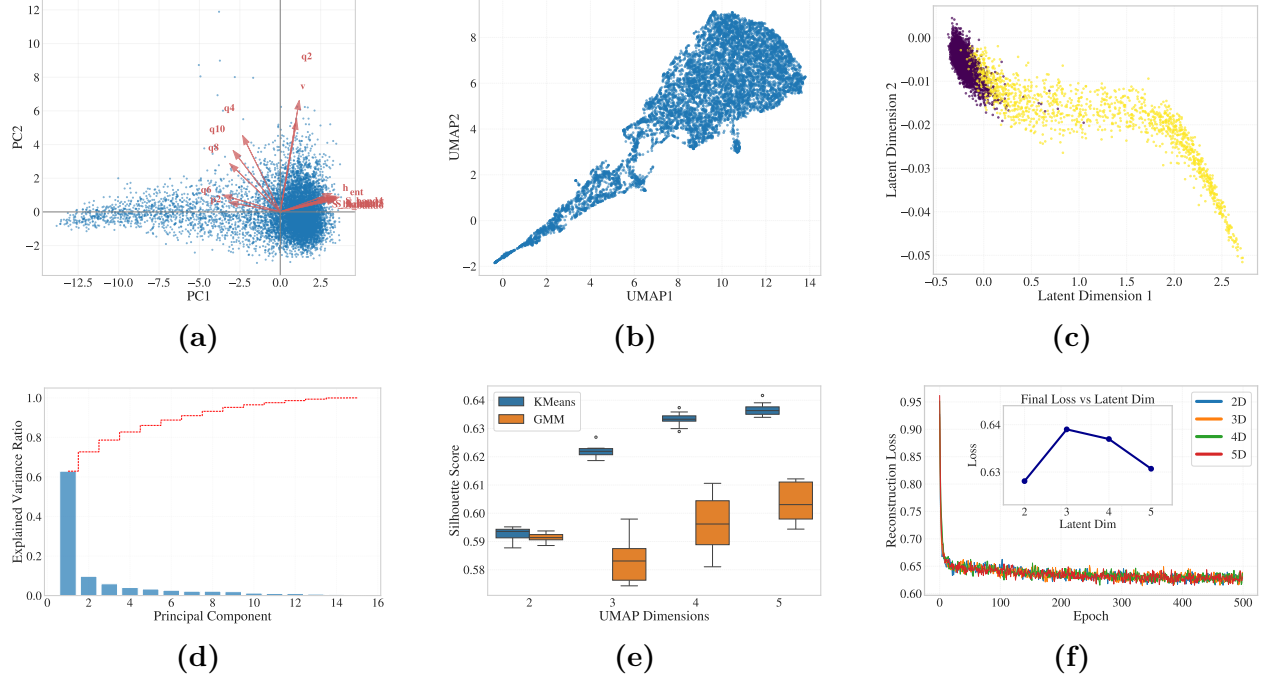 12
10
8
6
4
2
0
−2
PC2
q2
v
q4
q10
q8
q6
h
ent
−12.5 −10.0 −7.5 −5.0 −2.5 0.0 2.5
PC1
(a)
8
6
4
2
0
−2
UMAP2
0 2 4 6 8 10 12 14
UMAP1
(b)
0.00
−0.01
−0.02
−0.03
−0.04
−0.05
Latent Dimension 2
−0.5 0.0 0.5 1.0 1.5 2.0 2.5
Latent Dimension 1
(c)
1.0
0.8
0.6
0.4
0.2
0.0
Explained Variance Ratio
2 4 6 8 10 12 14 16
Principal Component
(d)
KMeans
GMM
0.64
0.63
0.62
0.61
0.60
0.59
0.58
Silhouette Score
2 3 4 5
UMAP Dimensions
(e)
0.95
0.90
0.85
0.80
0.75
0.70
0.65
0.60
Reconstruction Loss
Final Loss vs Latent Dim
0.64
0.63
Loss
2 3 4 5
Latent Dim
2D
3D
4D
5D
0 100 200 300 400 500
Epoch
(f)